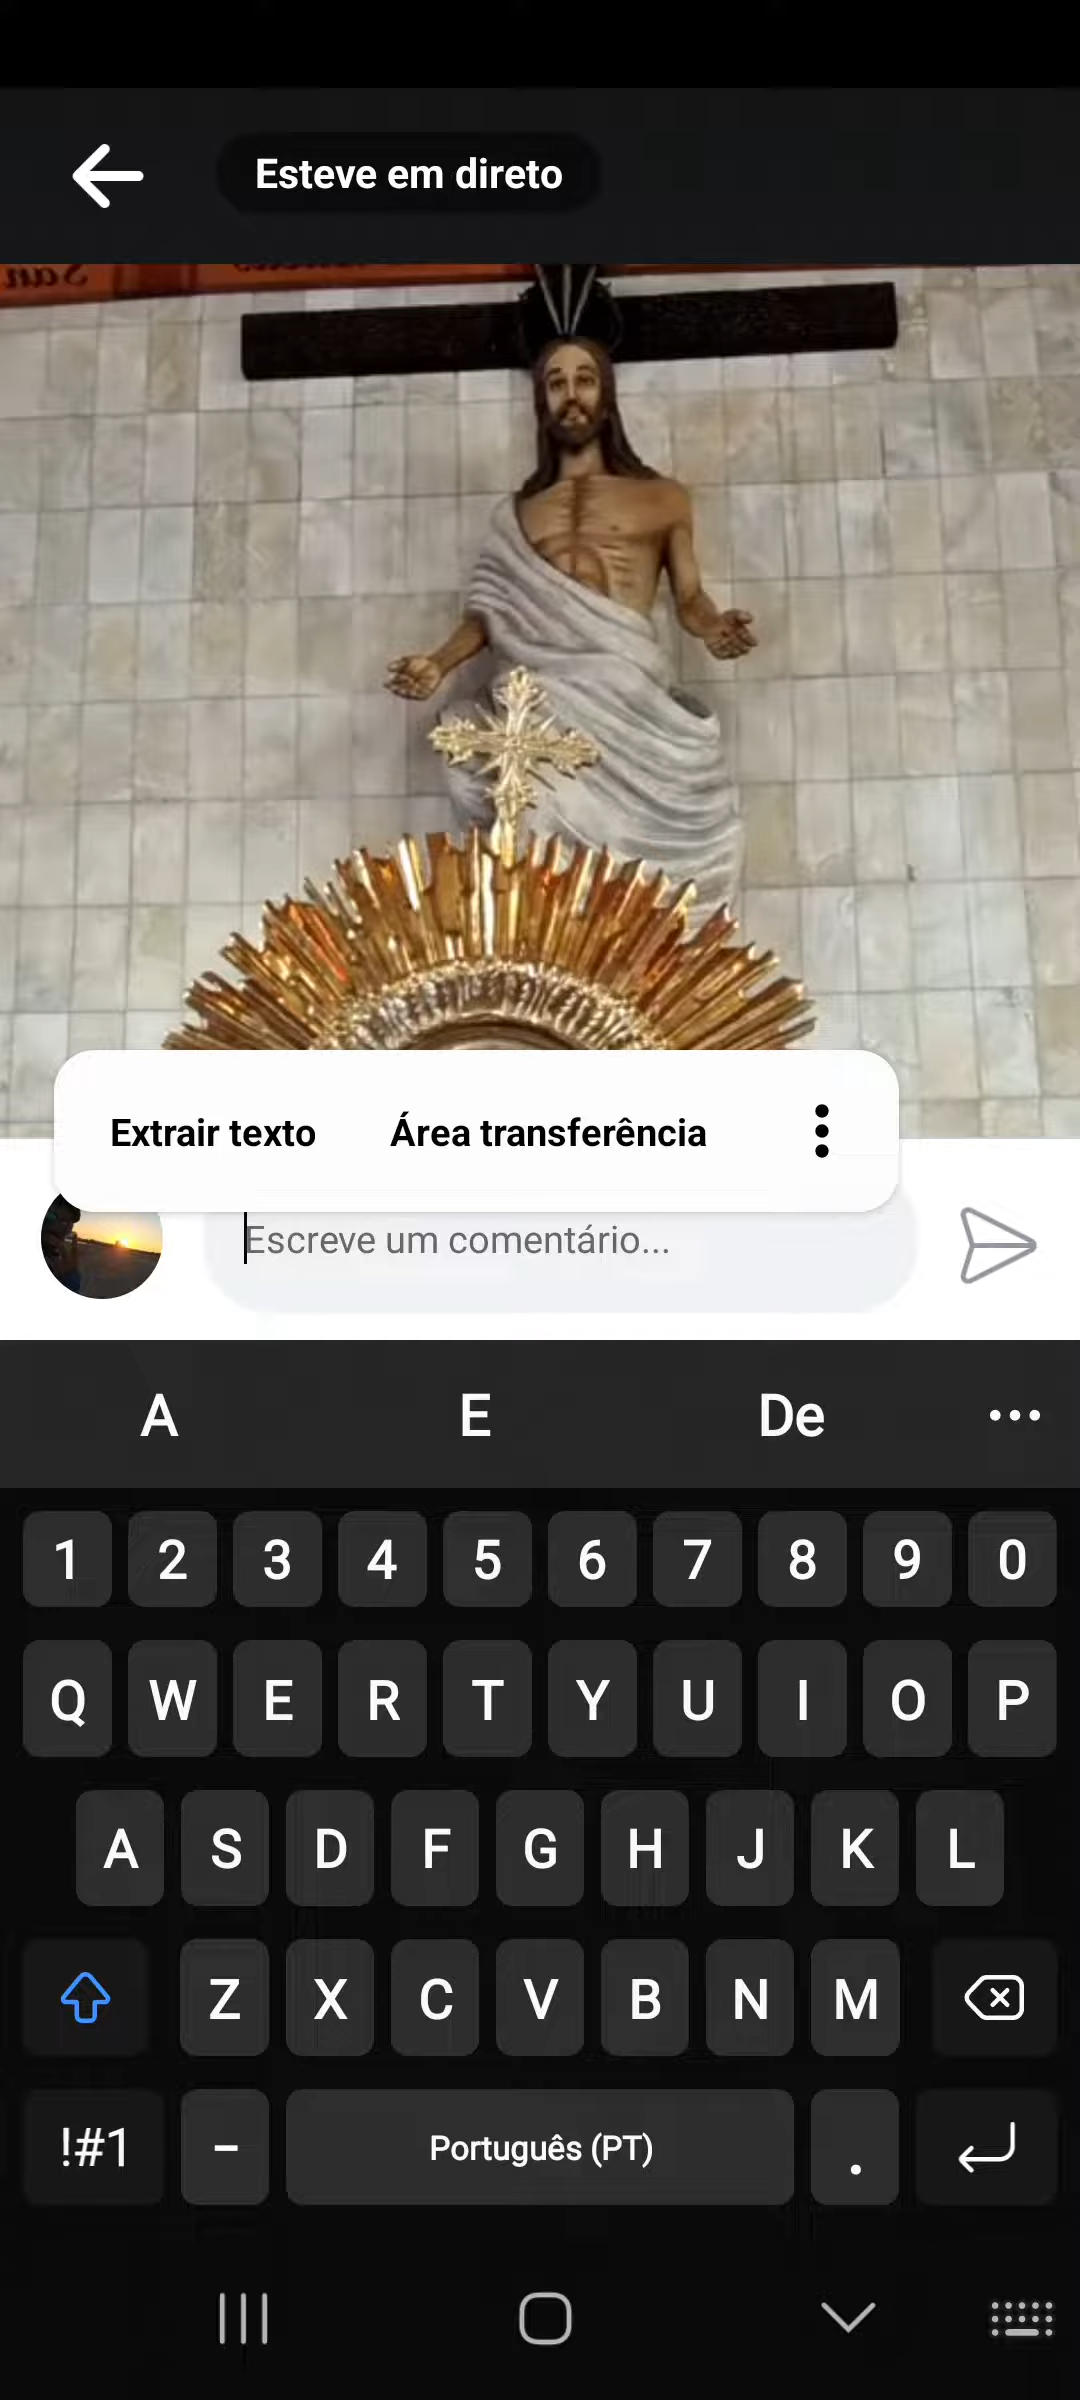 Esteve em direto
Extrair texto Área transferência
Escreve um comentário...
A E De
1 2 3 4 5 6 7 8 9 0
Q W E R T Y U I O P
A S D F G H J K L
Z X C V B N M
!#1 - Português (PT) .